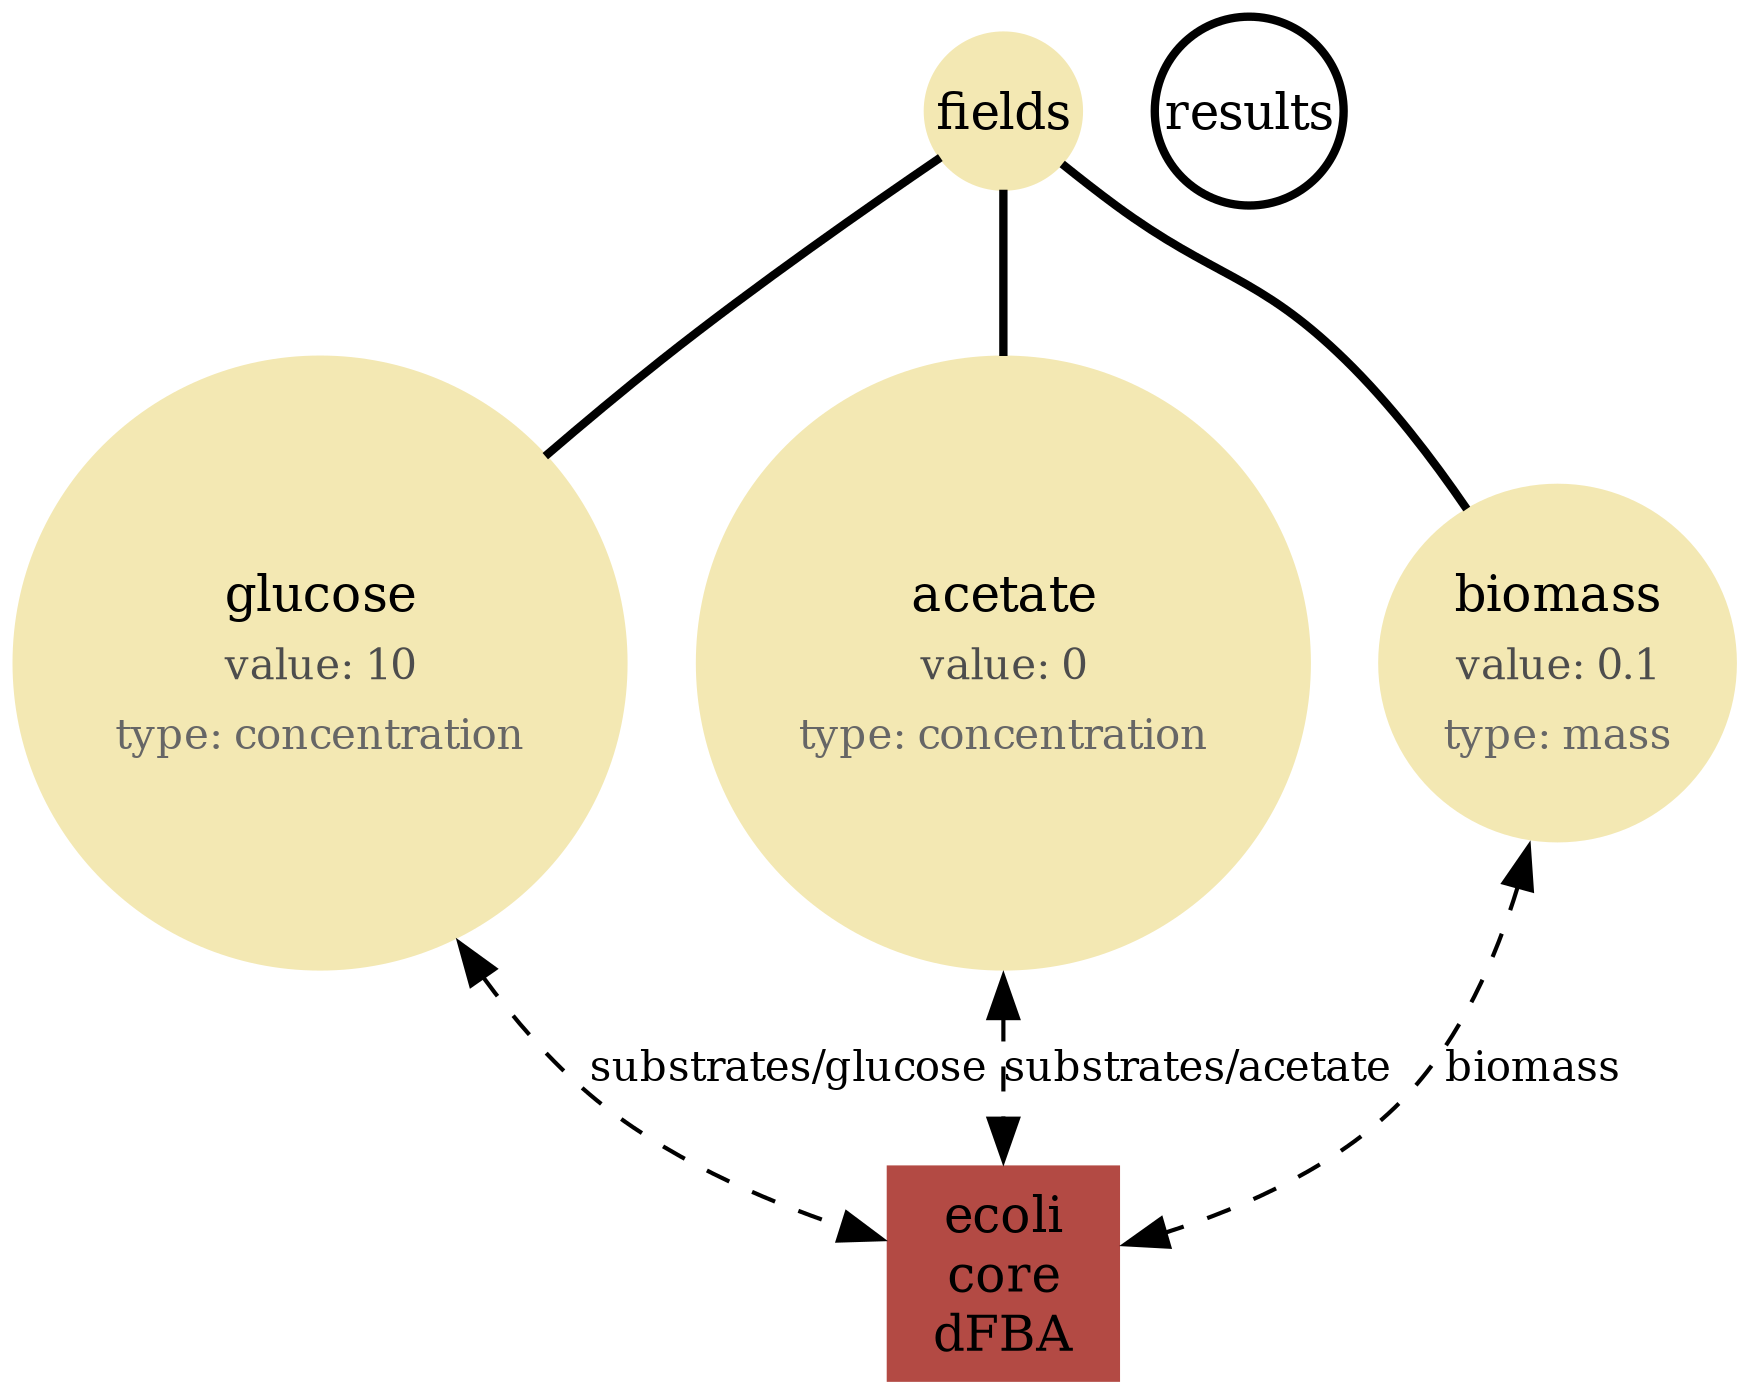 fields
results
glucose
value: 10
type: concentration
acetate
value: 0
type: concentration
biomass
value: 0.1
type: mass
substrates/glucose
substrates/acetate
biomass
ecoli
core
dFBA